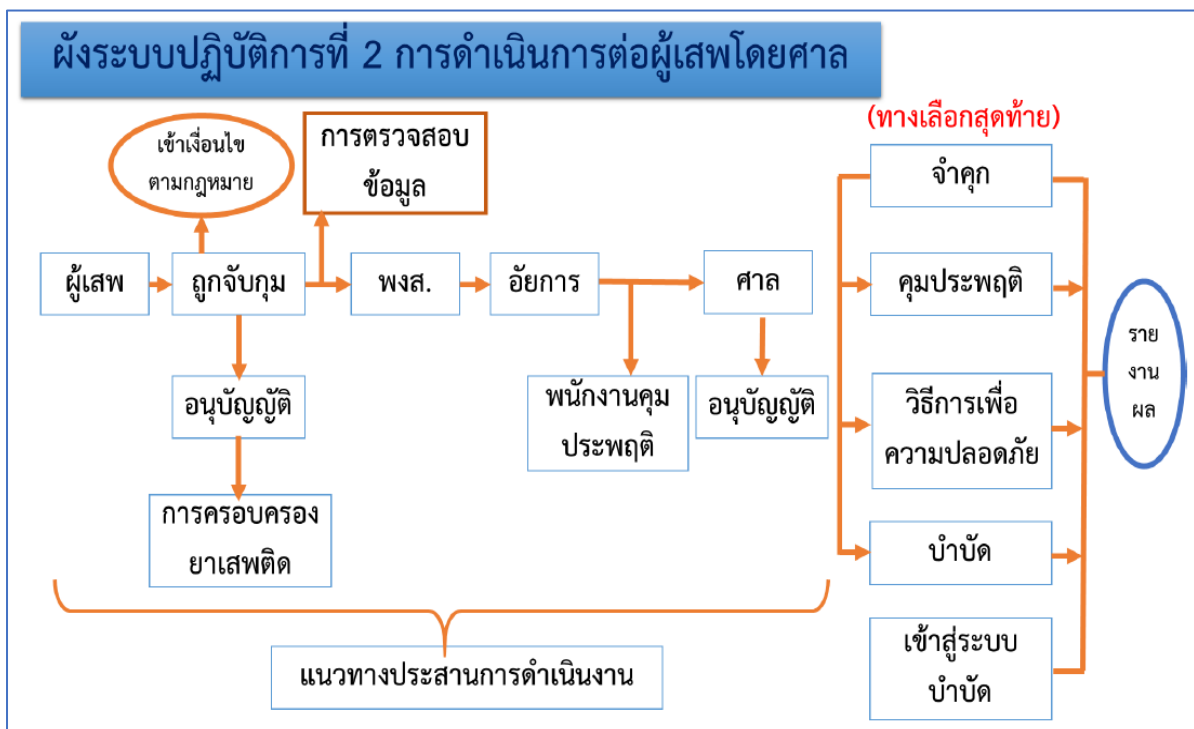 ผังระบบปฏิบัติการที่ 2 การดำเนินการต่อผู้เสพโดยศาล
(ทางเลือกสุดท้าย)
เข้าเงื่อนไข
ตามกฎหมาย
การตรวจสอบ
ข้อมูล
จำคุก
ผู้เสพ
ถูกจับกุม
พงส.
อัยการ
ศาล
คุมประพฤติ
อนุบัญญัติ
พนักงานคุม
ประพฤติ
อนุบัญญัติ
วิธีการเพื่อ
ความปลอดภัย
ราย
งาน
ผล
การครอบครอง
ยาเสพติด
บำบัด
เข้าสู่ระบบ
บำบัด
แนวทางประสานการดำเนินงาน